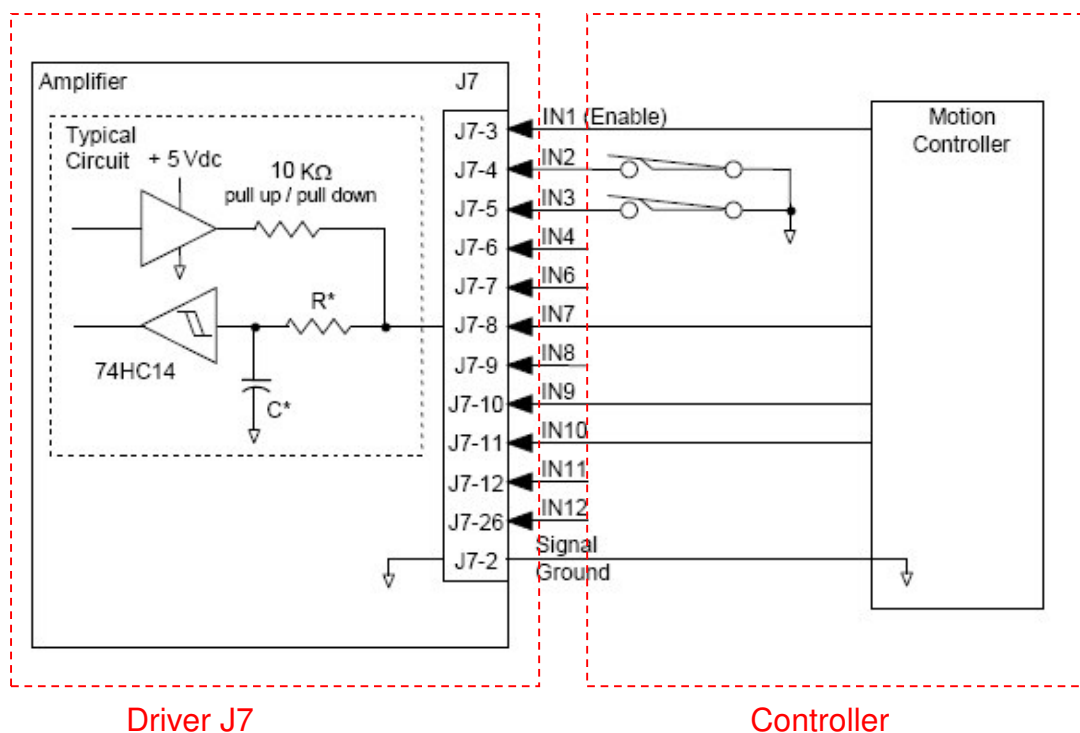 Amplifier
J7
Typical
Circuit
+ 5 Vdc
10 KΩ
pull up / pull down
R*
74HC14
C*
J7-3
J7-4
J7-5
J7-6
J7-7
J7-8
J7-9
J7-10
J7-11
J7-12
J7-26
J7-2
IN1 (Enable)
IN2
IN3
IN4
IN6
IN7
IN8
IN9
IN10
IN11
IN12
Signal
Ground
Motion
Controller
Driver J7
Controller